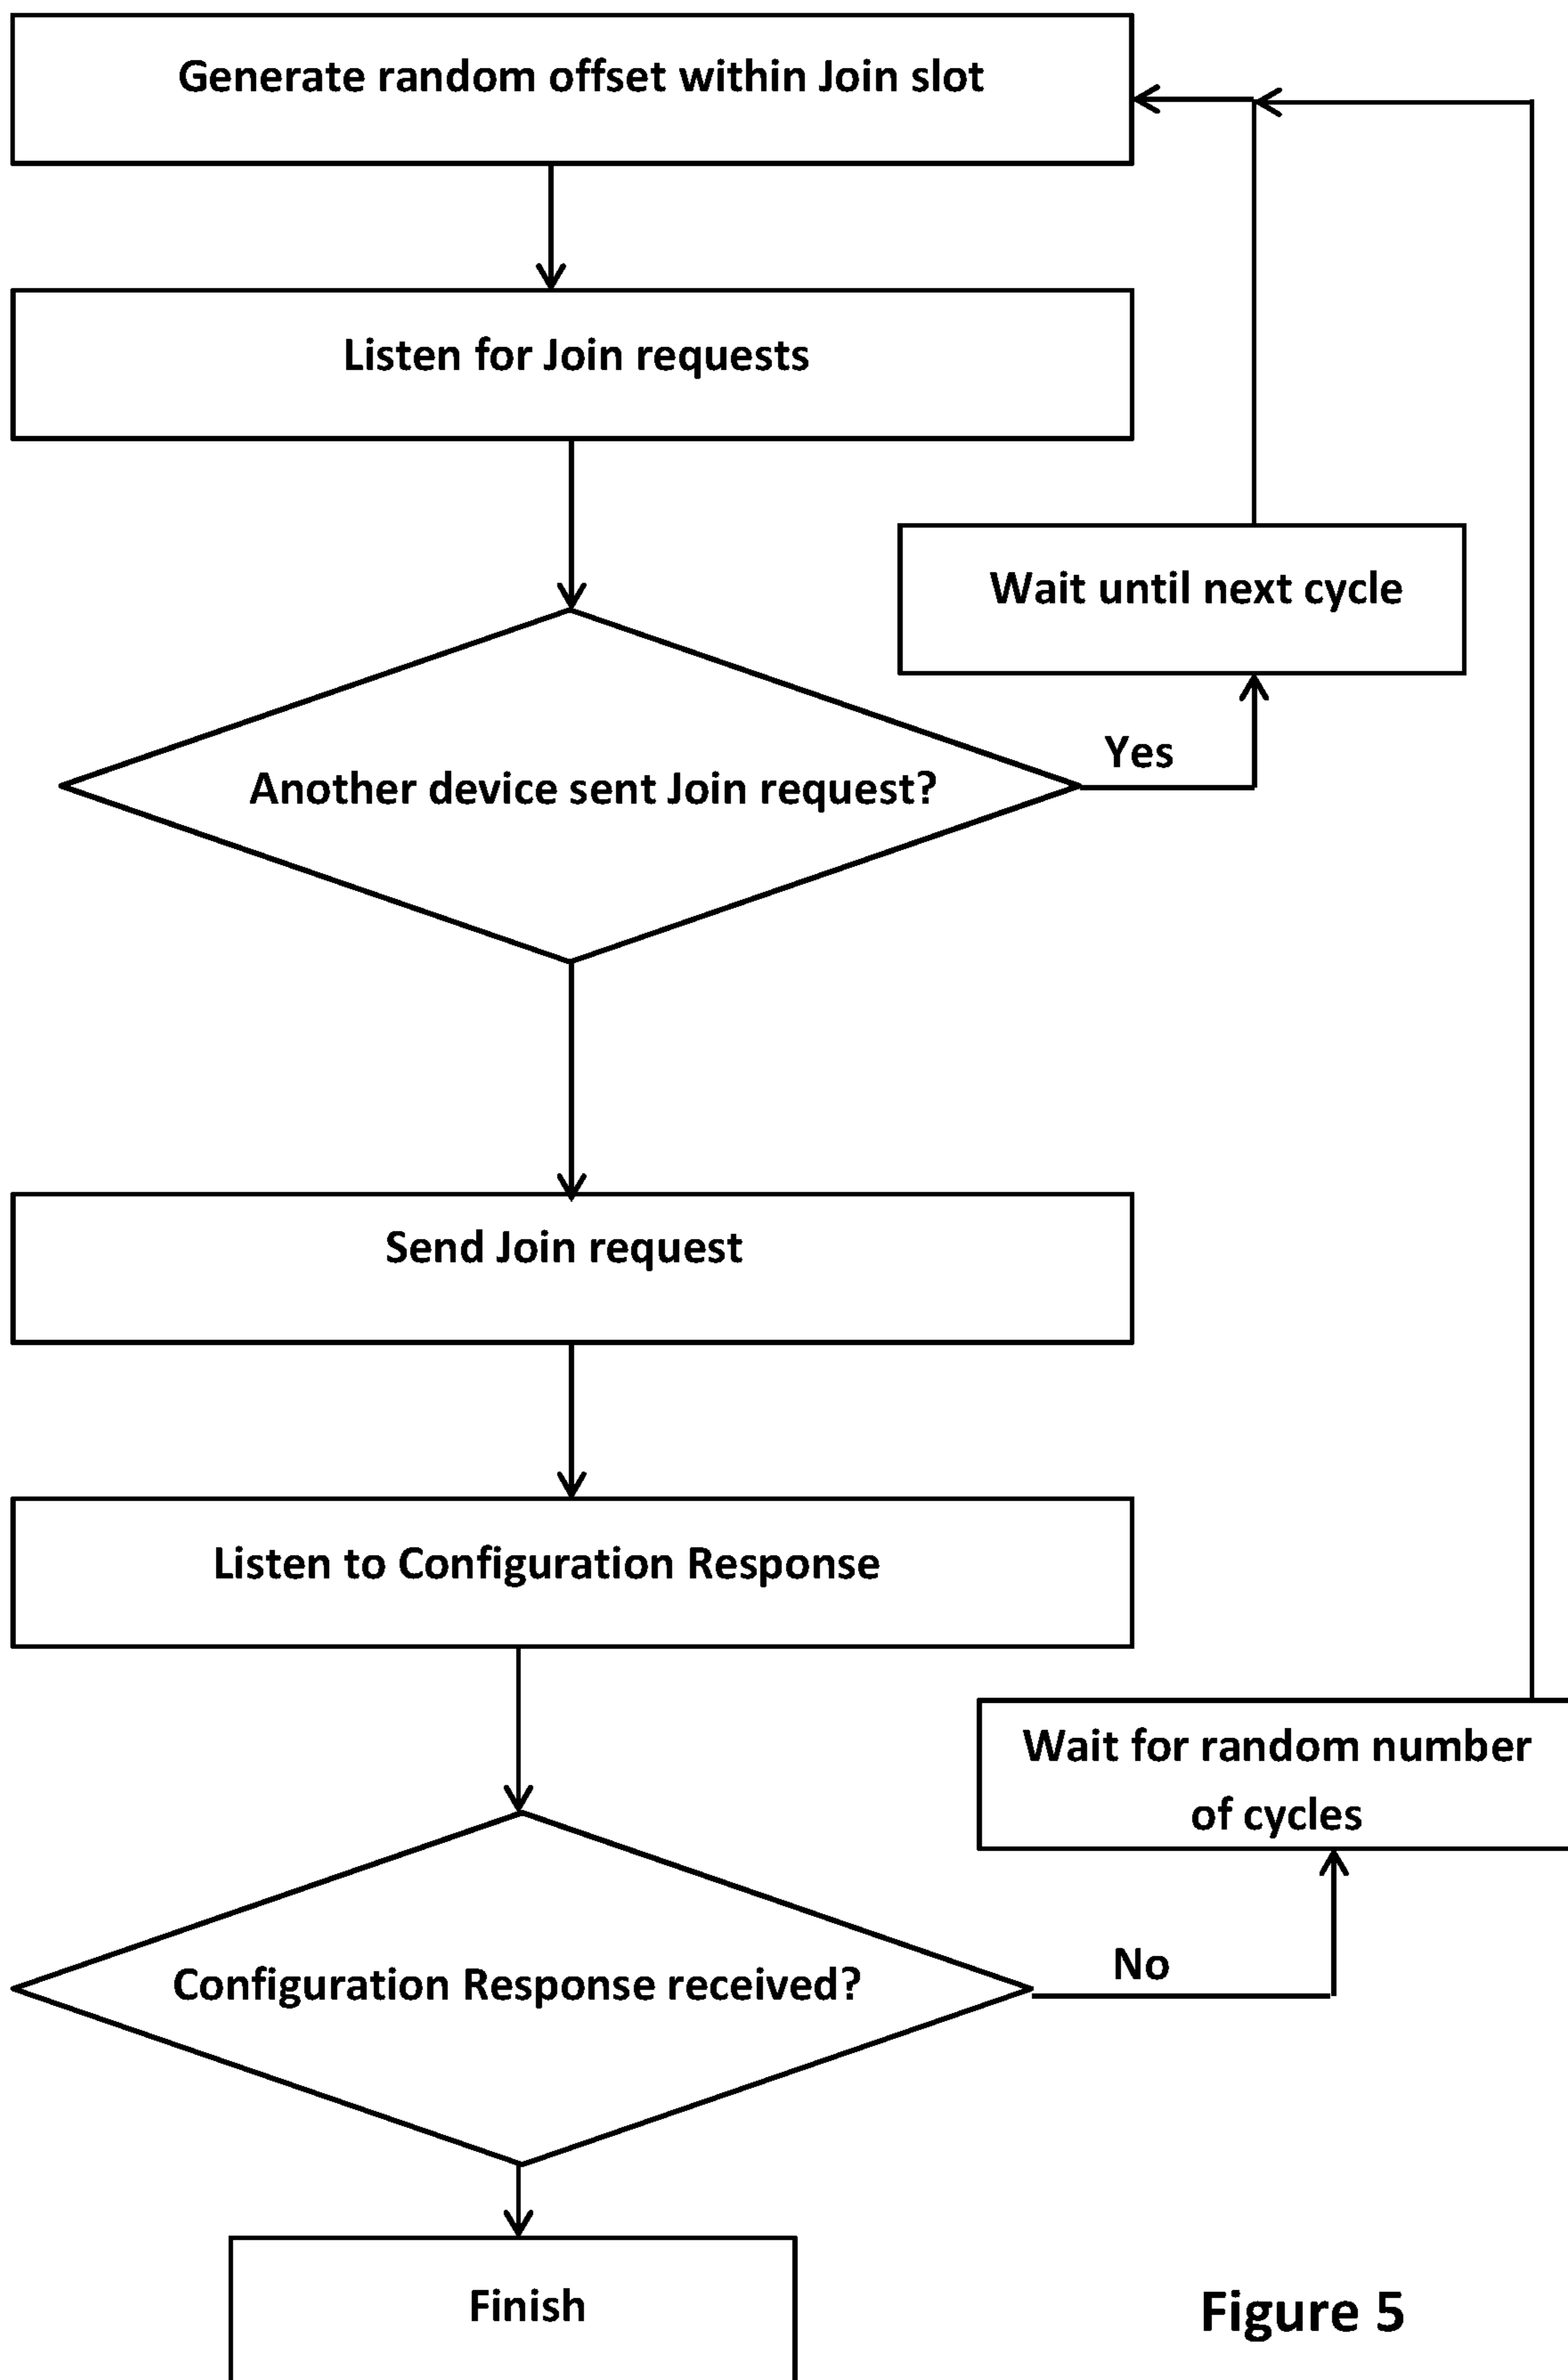 Generate random offset within Join slot
Listen for Join requests
Wait until next cycle
Yes
Another device sent Join request?
Send Join request
Listen to Configuration Response
Wait for random number
of cycles
No
Configuration Response received?
Finish
Figure 5